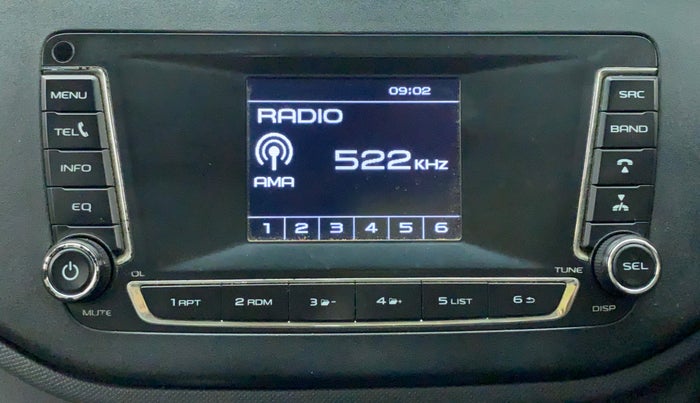 MENU
TEL
INFO
EQ
OL
MUTE
09:02
RADIO
522 KHz
AMA
1 2 3 4 5 6
SRC
BAND
TUNE
SEL
DISP
1 RPT
2 RDM
3 -
4 +
5 LIST
6